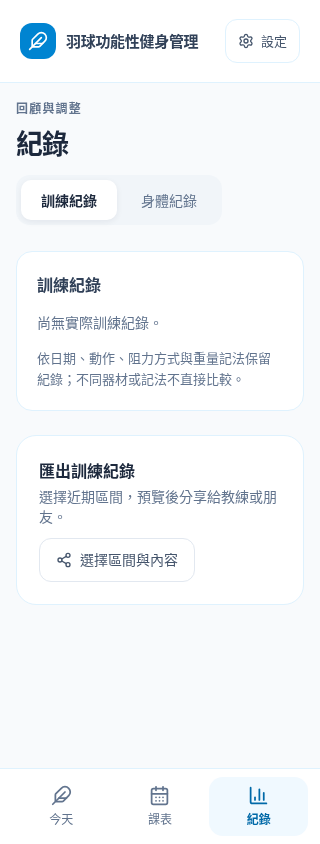 羽球功能性健身管理
設定
回顧與調整
紀錄
訓練紀錄
身體紀錄
訓練紀錄
尚無實際訓練紀錄。
依日期、動作、阻力方式與重量記法保留
紀錄；不同器材或記法不直接比較。
匯出訓練紀錄
選擇近期區間，預覽後分享給教練或朋
友。
選擇區間與內容
今天
課表
紀錄